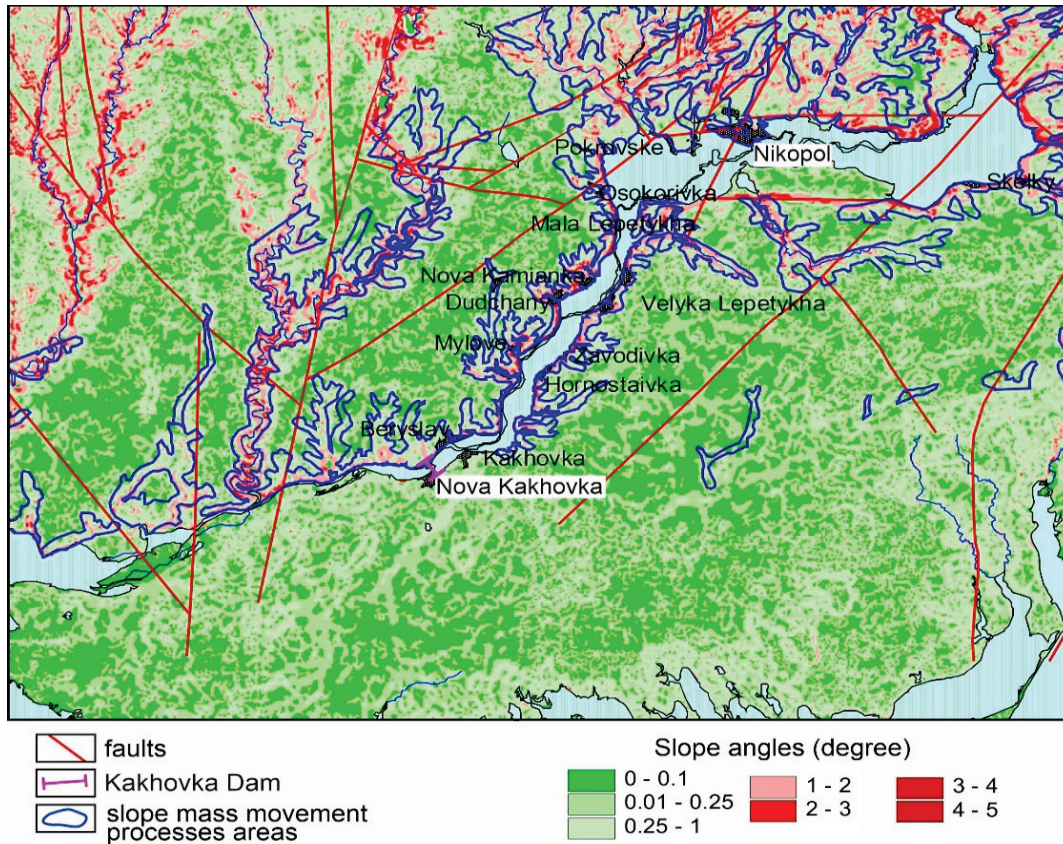 Pokrovske
Nikopol
Osokorivka
Skelky
Mala Lepetykha
Nova Kamianka
Dudchany
Velyka Lepetykha
Mylove
Zavodivka
Hornostaivka
Beryslav
Kakhovka
Nova Kakhovka
faults
Kakhovka Dam
slope mass movement
processes areas
Slope angles (degree)
0 - 0.1
0.01 - 0.25
0.25 - 1
1 - 2
2 - 3
3 - 4
4 - 5